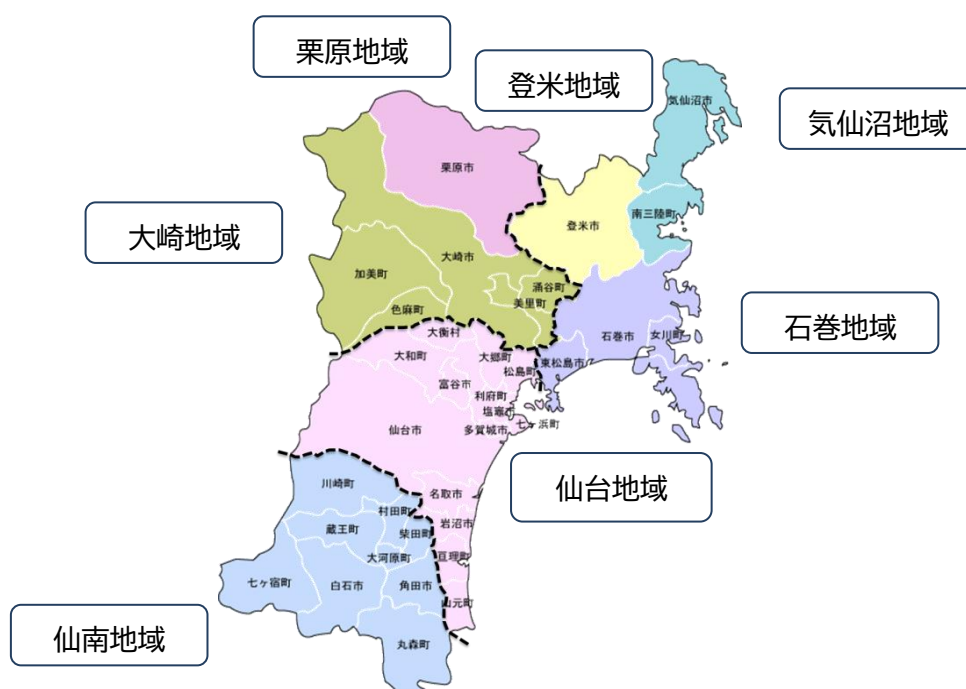 栗原地域
登米地域
気仙沼市
気仙沼地域
栗原市
南三陸町
登米市
大崎地域
大崎市
加美町
涌谷町
美里町
色麻町
石巻地域
大衡村
石巻市
女川町
大和町
大郷町
松島町
東松島市
富谷市
利府町
塩竈市
七ヶ浜町
仙台市
多賀城市
仙台地域
川崎町
名取市
村田町
岩沼市
蔵王町
柴田町
大河原町
亘理町
七ヶ宿町
白石市
角田市
山元町
仙南地域
丸森町